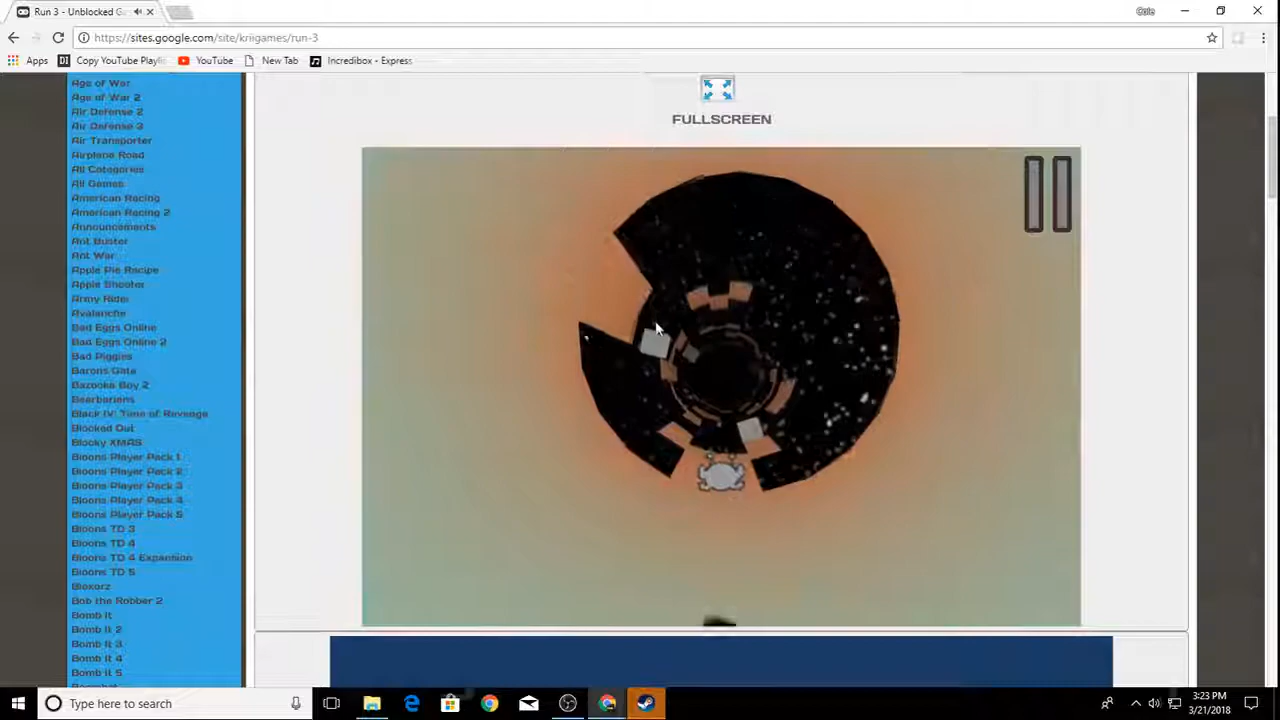 Run 3 - Unblocked G
Cole
https://sites.google.com/site/kriigames/run-3
Apps
Copy YouTube Playli
YouTube
New Tab
Incredibox - Express
Age of War
Age of War 2
Air Defense 2
Air Defense 3
Air Transporter
Airplane Road
All Categories
All Games
American Racing
American Racing 2
Announcements
Ant Buster
Ant War
Apple Pie Recipe
Apple Shooter
Army Rider
Avalanche
Bad Eggs Online
Bad Eggs Online 2
Bad Piggies
Barons Gate
Bazooka Boy 2
Beerbarians
Black IV: Time of Revenge
Blocked Out
Blocky XMAS
Bloons Player Pack 1
Bloons Player Pack 2
Bloons Player Pack 3
Bloons Player Pack 4
Bloons Player Pack 5
Bloons TD 3
Bloons TD 4
Bloons TD 4 Expansion
Bloons TD 5
Bloxorz
Bob the Robber 2
Bomb It
Bomb It 2
Bomb It 3
Bomb It 4
Bomb It 5
FULLSCREEN
Type here to search
3:23 PM
3/21/2018